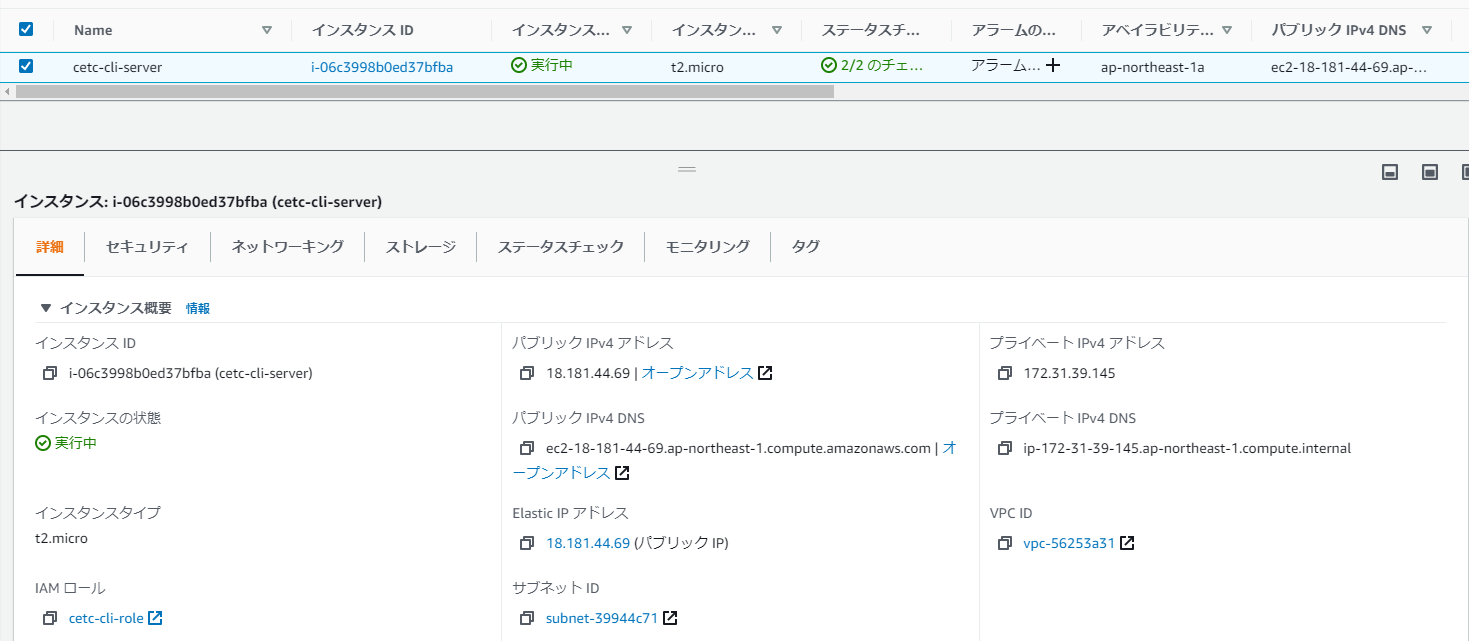 Name インスタンス ID インスタンス... インスタン... ステータスチ... アラームの... アベイラビリテ... パブリック IPv4 DNS
cetc-cli-server i-06c3998b0ed37bfba 実行中 t2.micro 2/2 のチェ... アラーム... ap-northeast-1a ec2-18-181-44-69.ap-...
インスタンス: i-06c3998b0ed37bfba (cetc-cli-server)
詳細 セキュリティ ネットワーキング ストレージ ステータスチェック モニタリング タグ
インスタンス概要 情報
インスタンス ID
i-06c3998b0ed37bfba (cetc-cli-server)
インスタンスの状態
実行中
インスタンスタイプ
t2.micro
IAM ロール
cetc-cli-role
パブリック IPv4 アドレス
18.181.44.69 | オープンアドレス
パブリック IPv4 DNS
ec2-18-181-44-69.ap-northeast-1.compute.amazonaws.com | オ
ープンアドレス
Elastic IP アドレス
18.181.44.69 (パブリック IP)
サブネット ID
subnet-39944c71
プライベート IPv4 アドレス
172.31.39.145
プライベート IPv4 DNS
ip-172-31-39-145.ap-northeast-1.compute.internal
VPC ID
vpc-56253a31